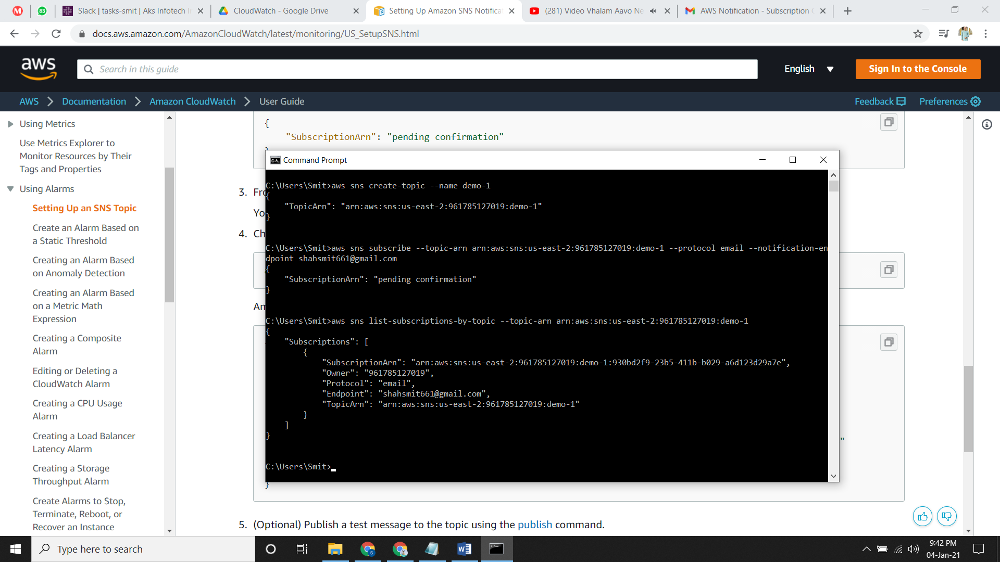 Slack | tasks-smit | Aks Infotech I
CloudWatch - Google Drive
Setting Up Amazon SNS Notifica
(281) Video Vhalam Aavo Ne
AWS Notification - Subscription
docs.aws.amazon.com/AmazonCloudWatch/latest/monitoring/US_SetupSNS.html
aws
Search in this guide
English
Sign In to the Console
AWS
Documentation
Amazon CloudWatch
User Guide
Feedback
Preferences
Using Metrics
Use Metrics Explorer to
Monitor Resources by Their
Tags and Properties
Using Alarms
Setting Up an SNS Topic
Create an Alarm Based on
a Static Threshold
Creating an Alarm Based
on Anomaly Detection
Creating an Alarm Based
on a Metric Math
Expression
Creating a Composite
Alarm
Editing or Deleting a
CloudWatch Alarm
Creating a CPU Usage
Alarm
Creating a Load Balancer
Latency Alarm
Creating a Storage
Throughput Alarm
Create Alarms to Stop,
Terminate, Reboot, or
Recover an Instance
{
"SubscriptionArn": "pending confirmation"
3. Fr
Yo
4. Ch
An
"
}
5. (Optional) Publish a test message to the topic using the publish command.
Command Prompt
C:\Users\Smit>aws sns create-topic --name demo-1
{
"TopicArn": "arn:aws:sns:us-east-2:961785127019:demo-1"
}
C:\Users\Smit>aws sns subscribe --topic-arn arn:aws:sns:us-east-2:961785127019:demo-1 --protocol email --notification-en
dpoint shahsmit661@gmail.com
{
"SubscriptionArn": "pending confirmation"
}
C:\Users\Smit>aws sns list-subscriptions-by-topic --topic-arn arn:aws:sns:us-east-2:961785127019:demo-1
{
"Subscriptions": [
{
"SubscriptionArn": "arn:aws:sns:us-east-2:961785127019:demo-1:930bd2f9-23b5-411b-b029-a6d123d29a7e",
"Owner": "961785127019",
"Protocol": "email",
"Endpoint": "shahsmit661@gmail.com",
"TopicArn": "arn:aws:sns:us-east-2:961785127019:demo-1"
}
]
}
C:\Users\Smit>
Type here to search
9:42 PM
04-Jan-21